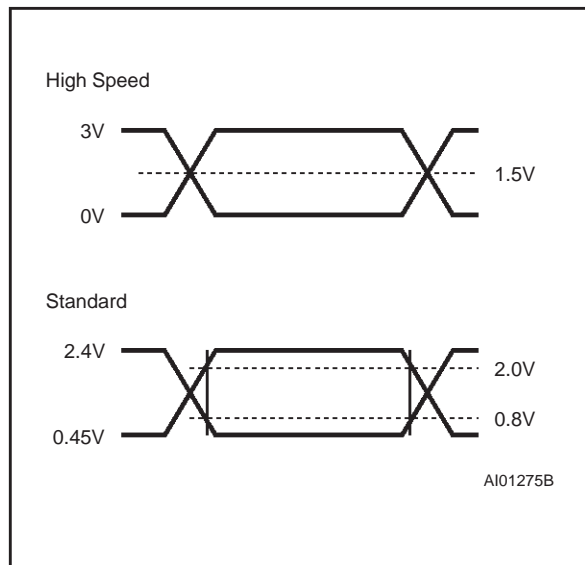 High Speed
3V
1.5V
0V
Standard
2.4V
2.0V
0.8V
0.45V
AI01275B